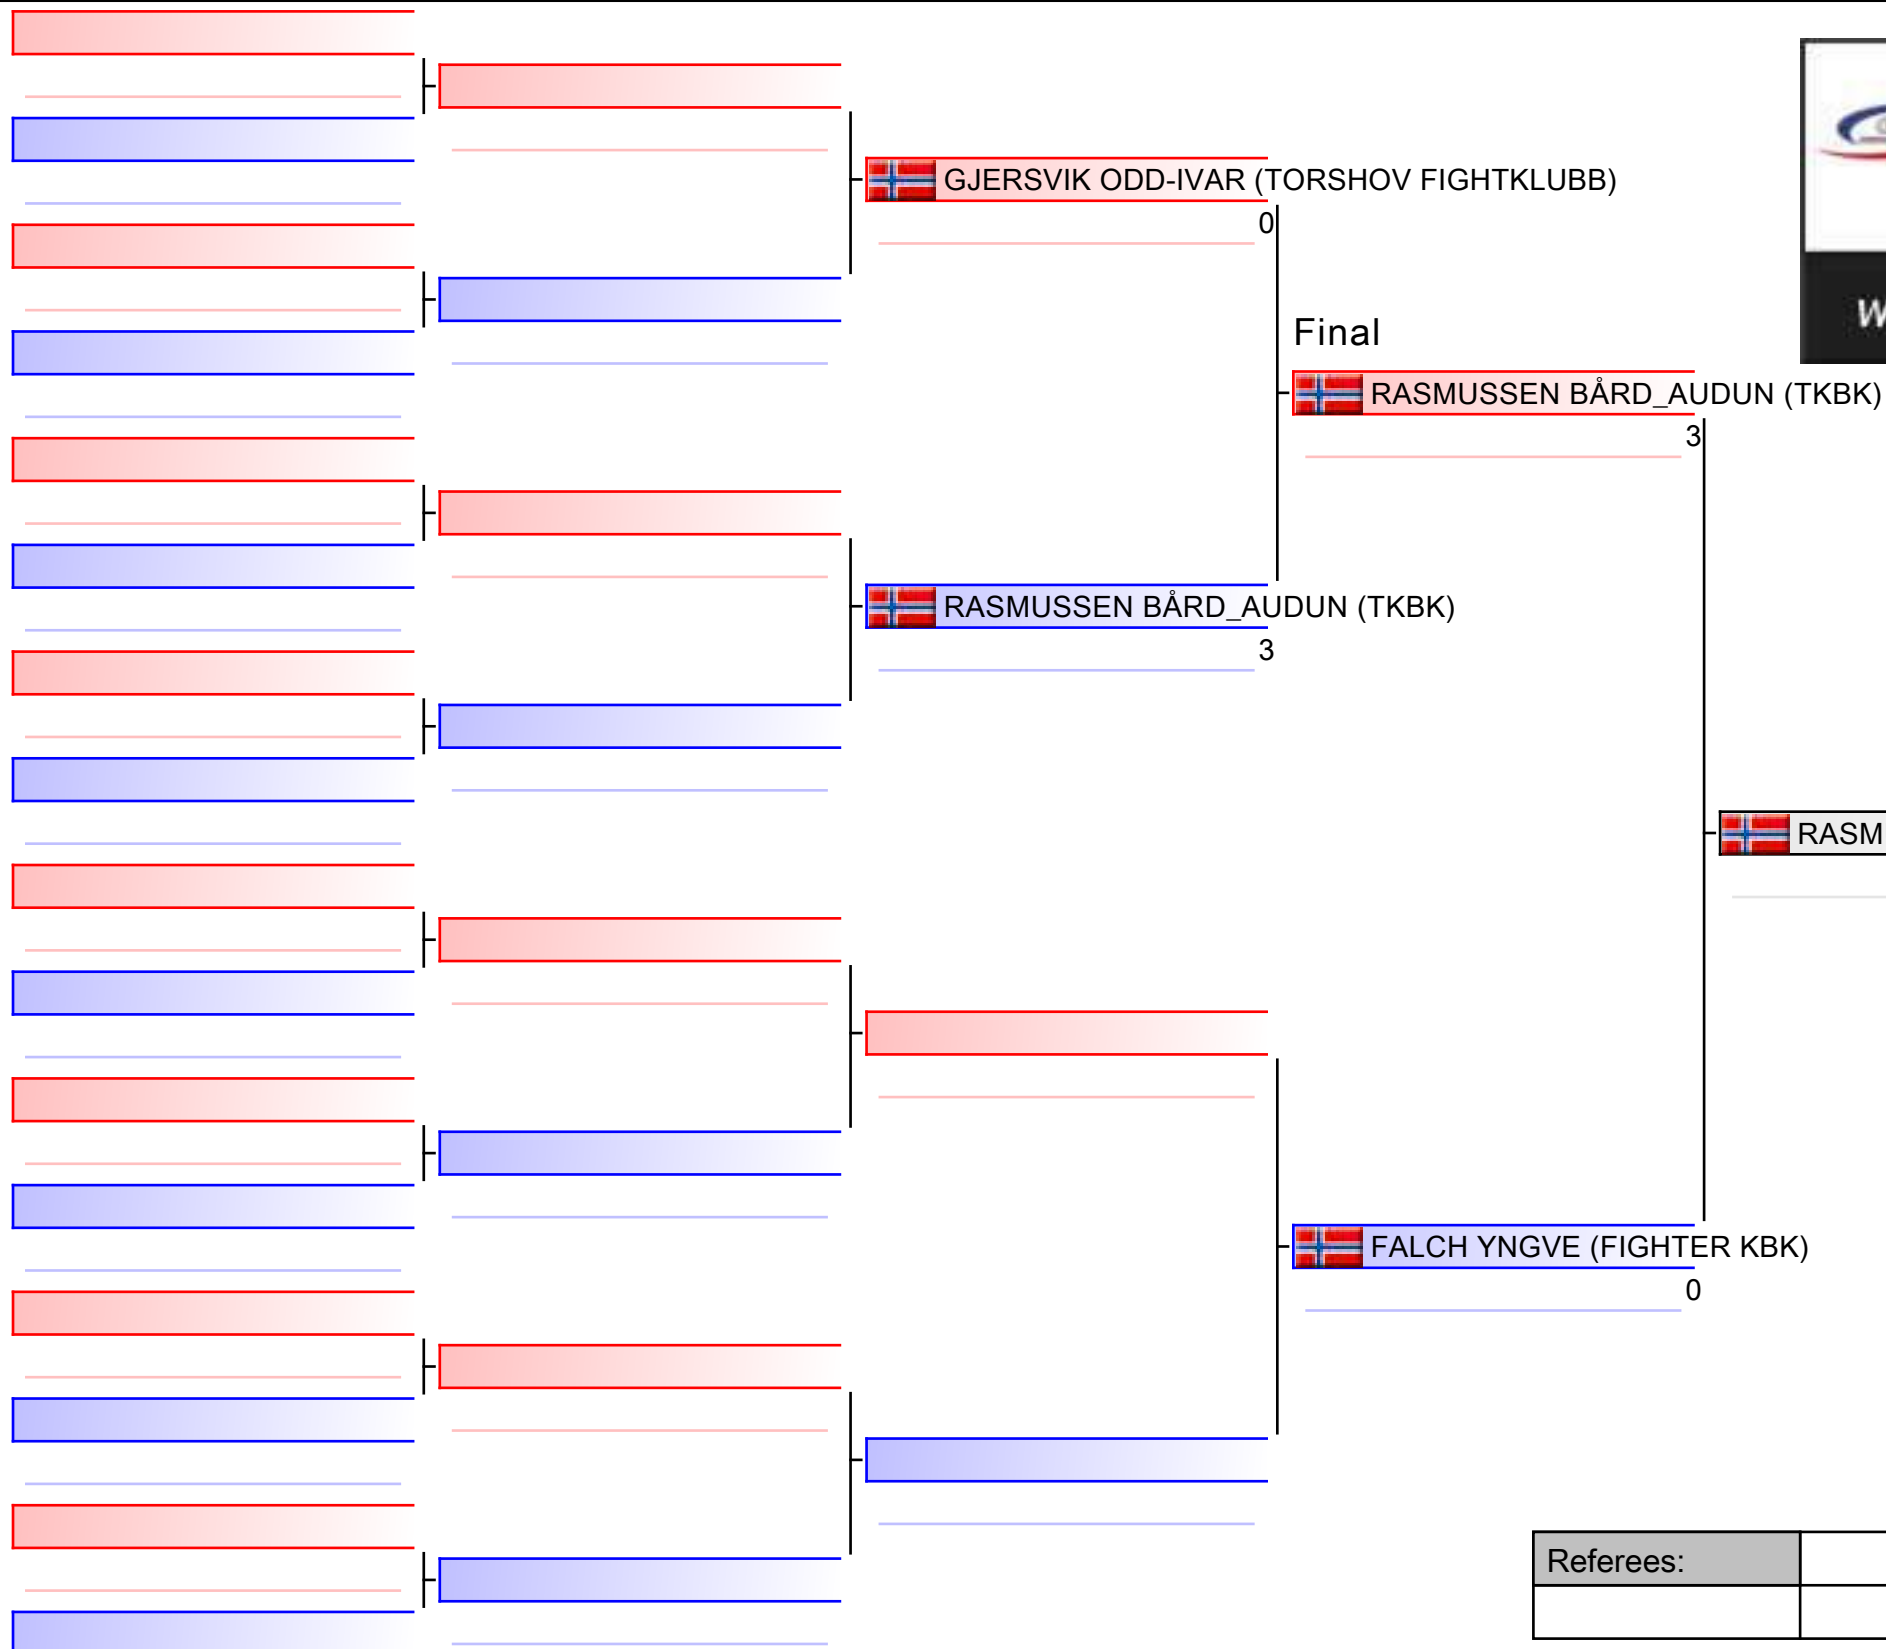 GJERSVIK ODD-IVAR (TORSHOV FIGHTKLUBB)
0
Final
RASMUSSEN BÅRD_AUDUN (TKBK)
3
RASMUSSEN BÅRD_AUDUN (TKBK)
3
RASM
FALCH YNGVE (FIGHTER KBK)
0
Referees: